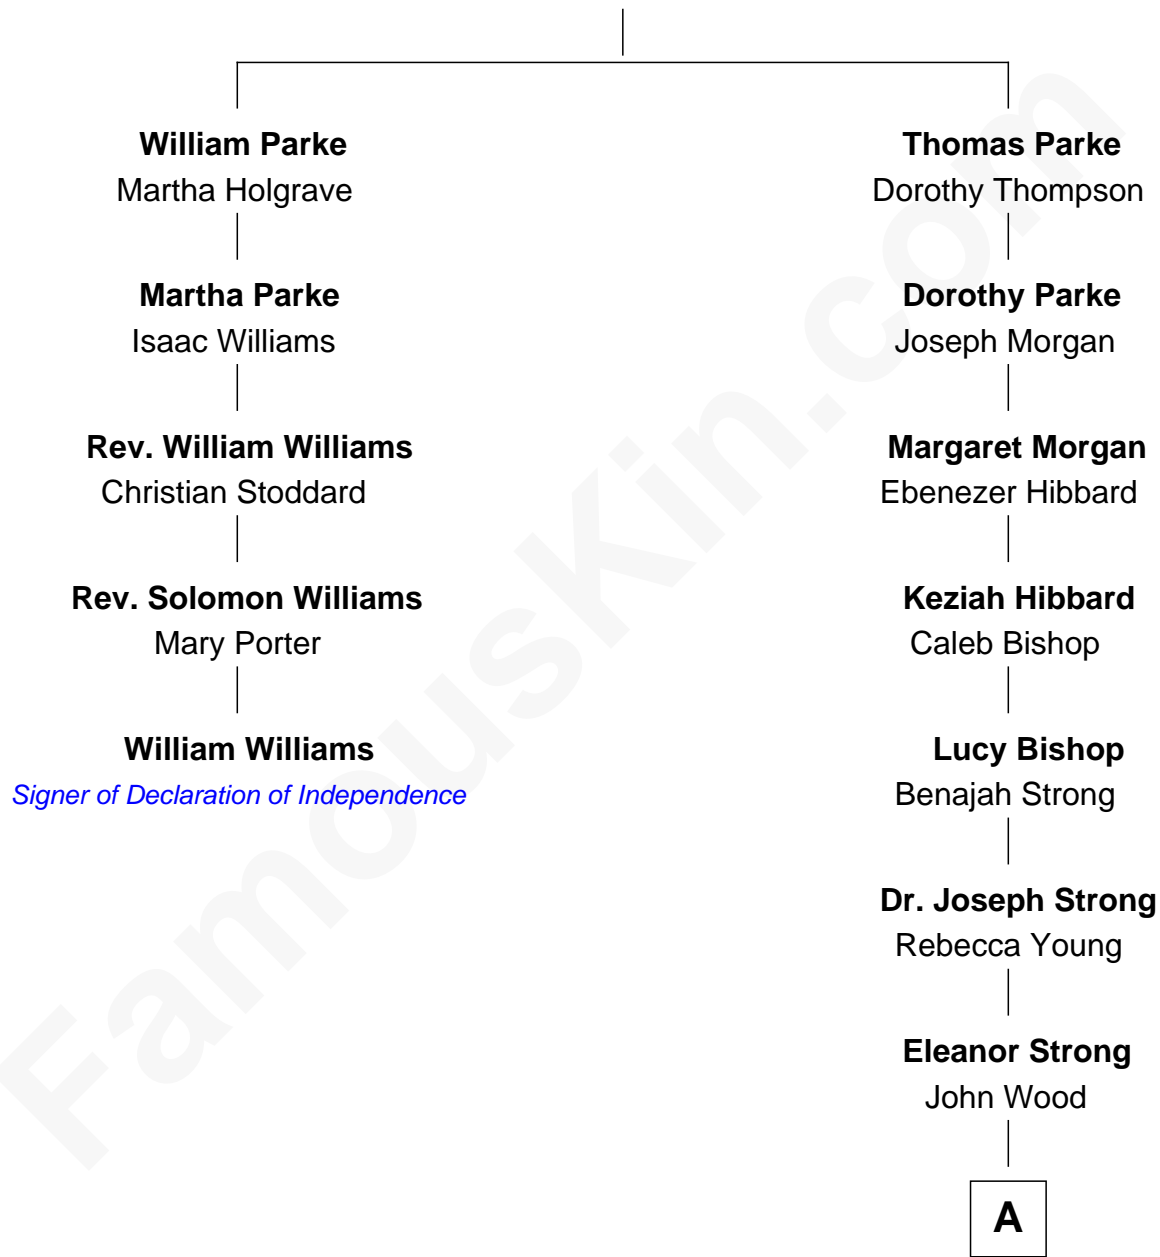 William Parke
Martha Holgrave
Martha Parke
Isaac Williams
Rev. William Williams
Christian Stoddard
Rev. Solomon Williams
Mary Porter
William Williams
Signer of Declaration of Independence
Thomas Parke
Dorothy Thompson
Dorothy Parke
Joseph Morgan
Margaret Morgan
Ebenezer Hibbard
Keziah Hibbard
Caleb Bishop
Lucy Bishop
Benajah Strong
Dr. Joseph Strong
Rebecca Young
Eleanor Strong
John Wood
A
FamousKin.com